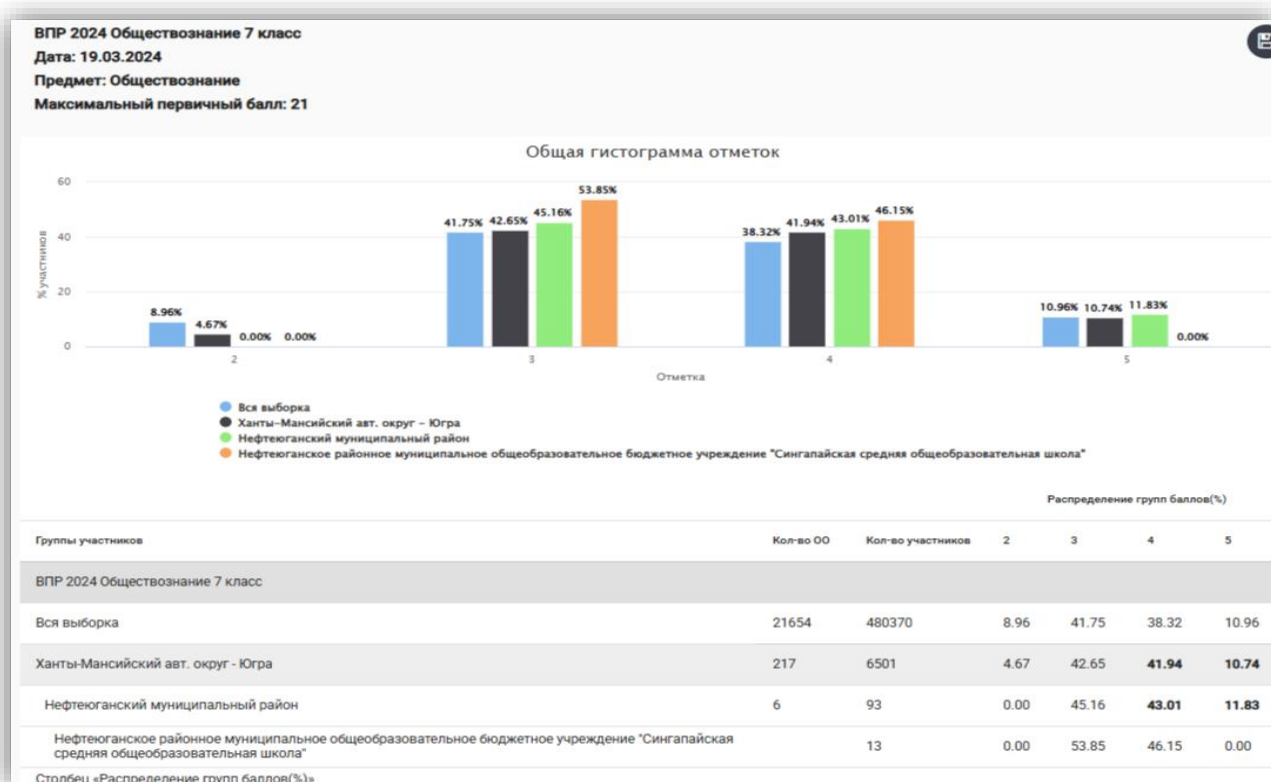 ВПР 2024 Обществознание 7 класс
Дата: 19.03.2024
Предмет: Обществознание
Максимальный первичный балл: 21
Общая гистограмма отметок
60
40
20
0
% участников
8.96%
4.67%
0.00%
0.00%
41.75%
42.65%
45.16%
53.85%
38.32%
41.94%
43.01%
46.15%
10.96%
10.74%
11.83%
0.00%
2
3
4
5
Отметка
Вся выборка
Ханты-Мансийский авт. округ - Югра
Нефтеюганский муниципальный район
Нефтеюганское районное муниципальное общеобразовательное бюджетное учреждение "Сингапайская средняя общеобразовательная школа"
Распределение групп баллов(%)
Группы участников Кол-во ОО Кол-во участников 2 3 4 5
ВПР 2024 Обществознание 7 класс
Вся выборка 21654 480370 8.96 41.75 38.32 10.96
Ханты-Мансийский авт. округ - Югра 217 6501 4.67 42.65 41.94 10.74
Нефтеюганский муниципальный район 6 93 0.00 45.16 43.01 11.83
Нефтеюганское районное муниципальное общеобразовательное бюджетное учреждение "Сингапайская
средняя общеобразовательная школа" 13 0.00 53.85 46.15 0.00
Столбец «Распределение групп баллов(%)»